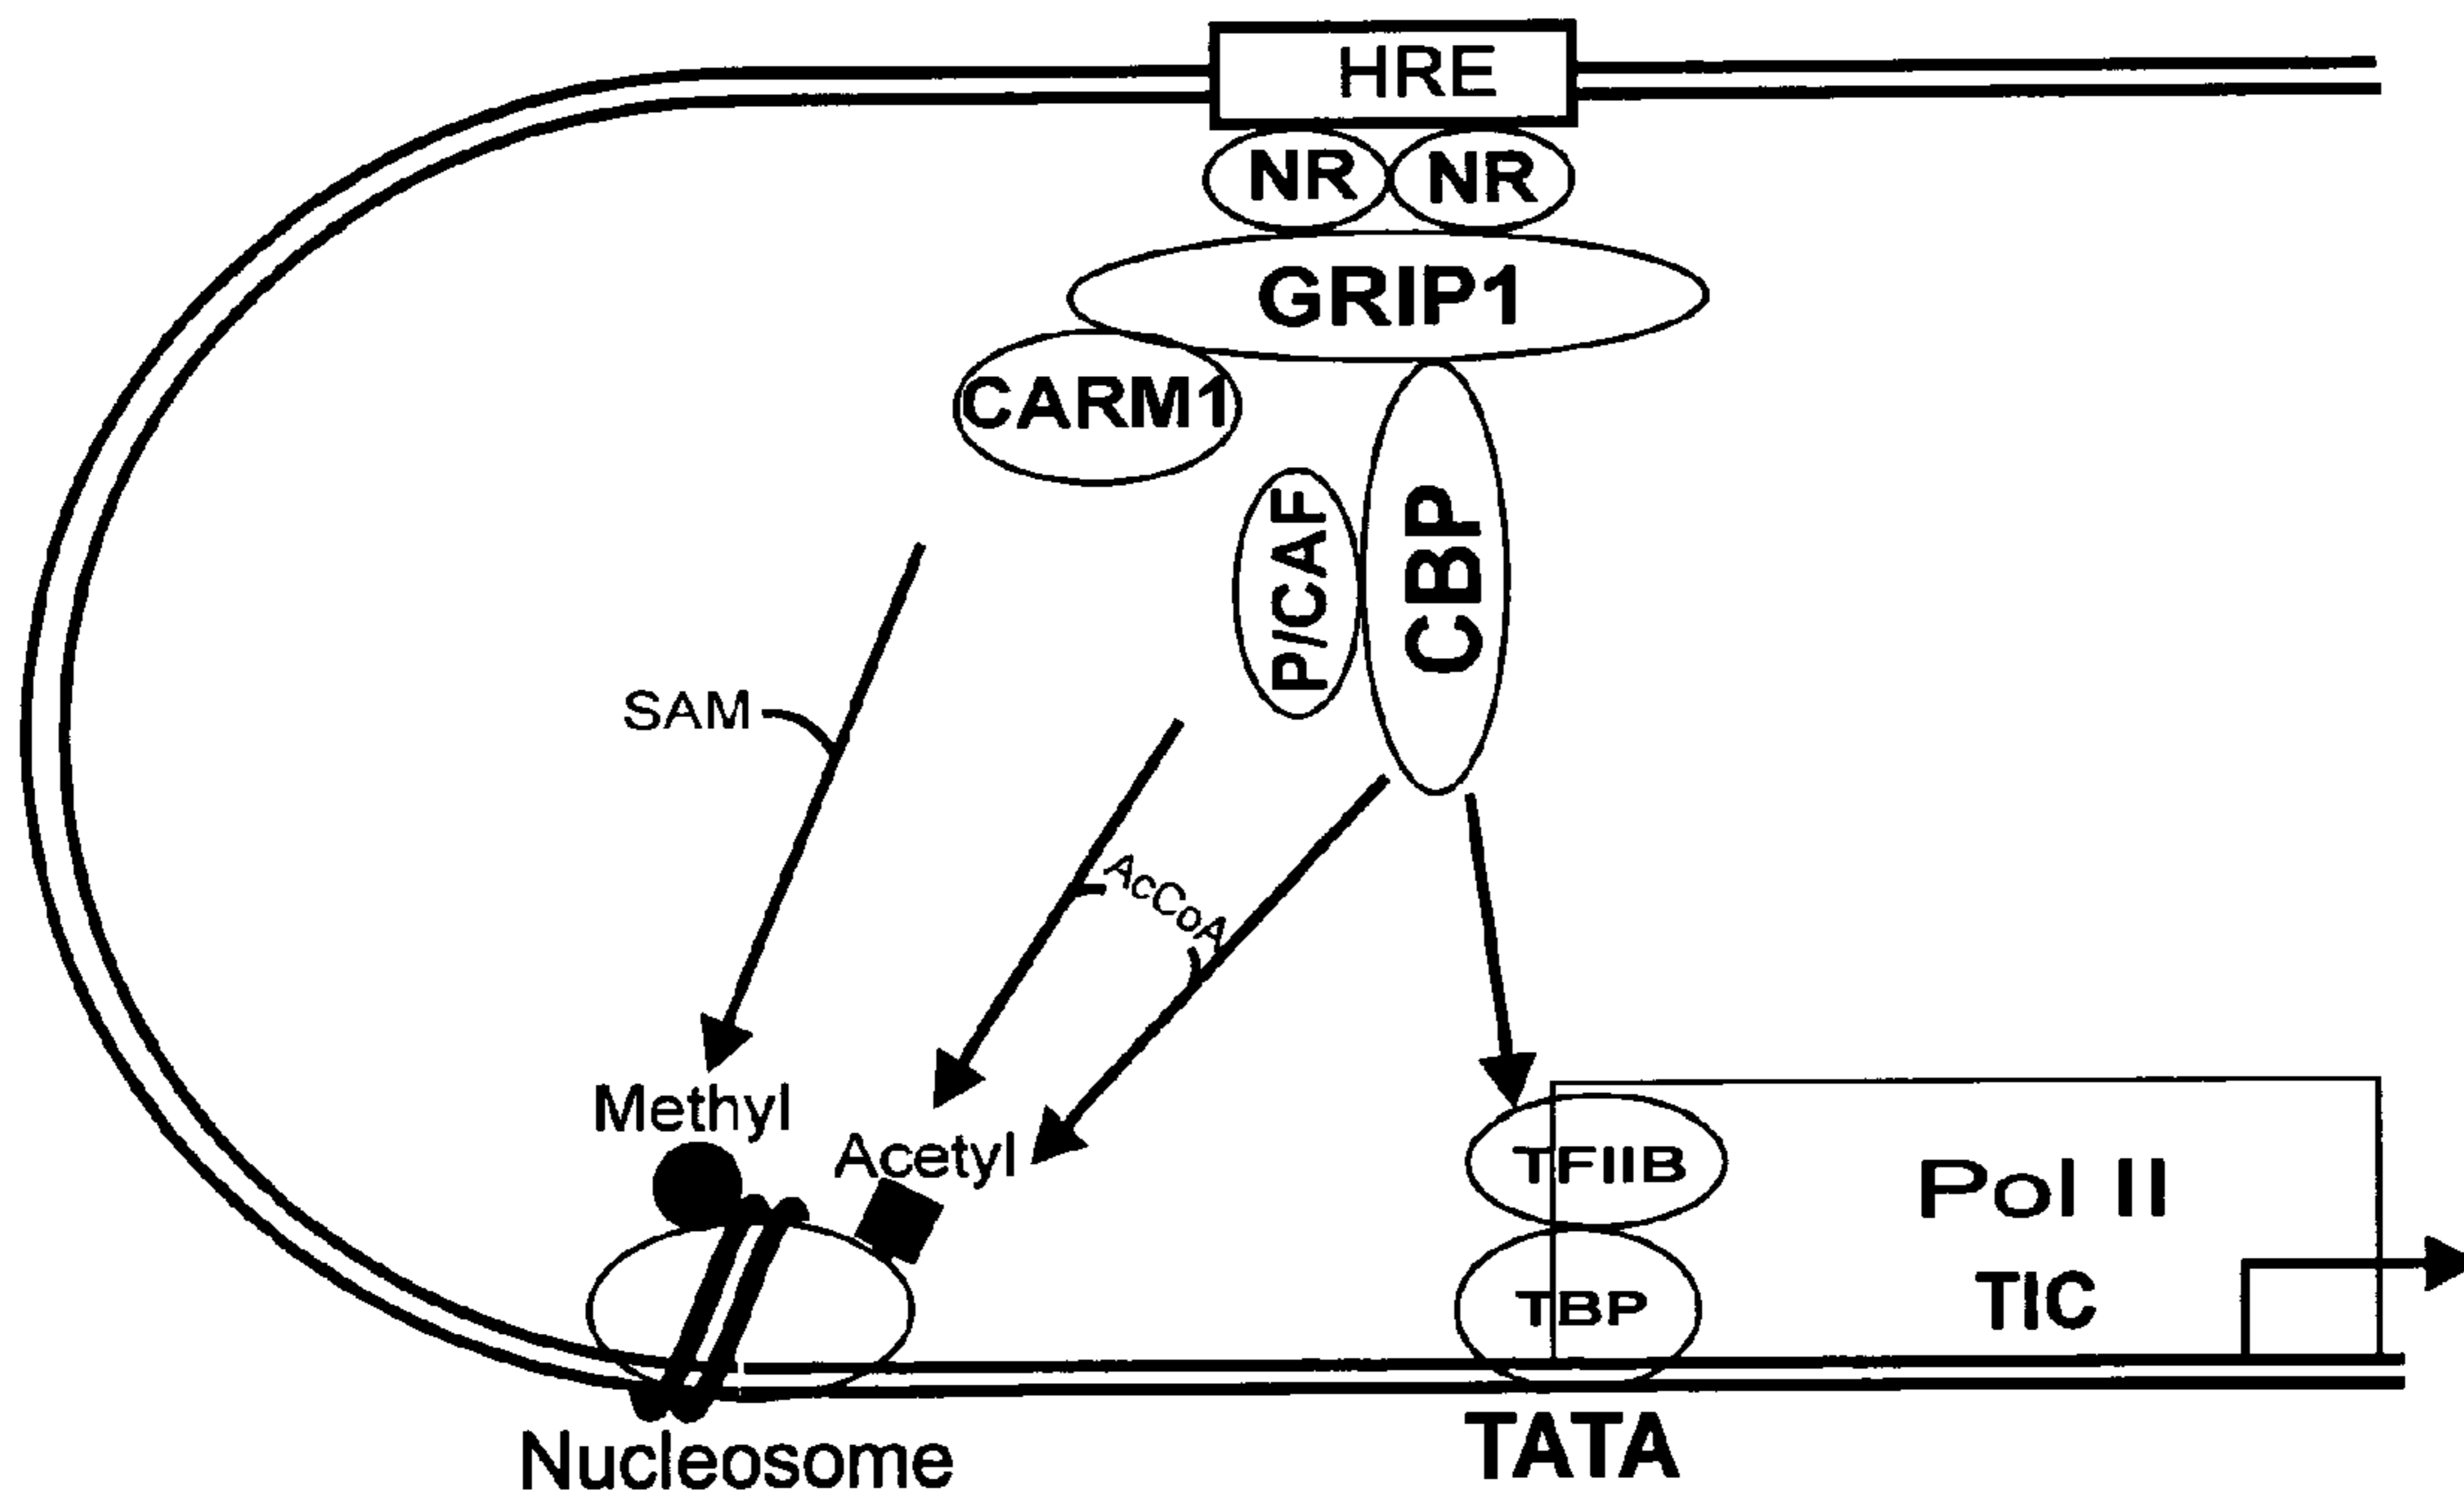 HRE
NR NR
GRIP1
CARM1
P/CAF
CBP
SAM
AcCoA
Methyl
Acetyl
TFIIB
Pol II
TBP
TIC
Nucleosome
TATA